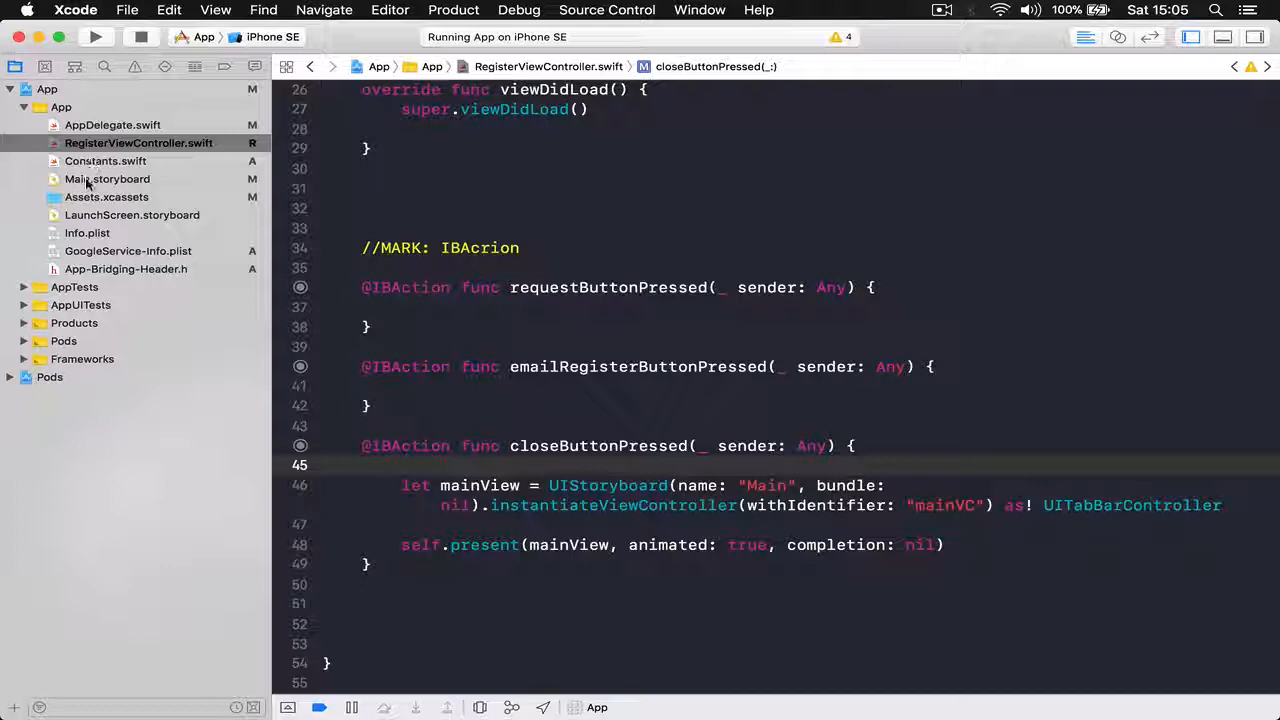 Xcode File Edit View Find Navigate Editor Product Debug Source Control Window Help 100% Sat 15:05
App iPhone SE Running App on iPhone SE 4
App App RegisterViewController.swift M closeButtonPressed(_:)
App M
App
AppDelegate.swift M
RegisterViewController.swift R
Constants.swift A
Main.storyboard M
Assets.xcassets M
LaunchScreen.storyboard
Info.plist
GoogleService-Info.plist A
App-Bridging-Header.h A
AppTests
AppUITests
Products
Pods
Frameworks
Pods
26 override func viewDidLoad() {
27 super.viewDidLoad()
28
29 }
30
31
32
33
34 //MARK: IBAcrion
35
@IBAction func requestButtonPressed(_ sender: Any) {
37
38 }
39
@IBAction func emailRegisterButtonPressed(_ sender: Any) {
41
42 }
43
@IBAction func closeButtonPressed(_ sender: Any) {
45
46 let mainView = UIStoryboard(name: "Main", bundle:
nil).instantiateViewController(withIdentifier: "mainVC") as! UITabBarController
47
48 self.present(mainView, animated: true, completion: nil)
49 }
50
51
52
53
54 }
55
App